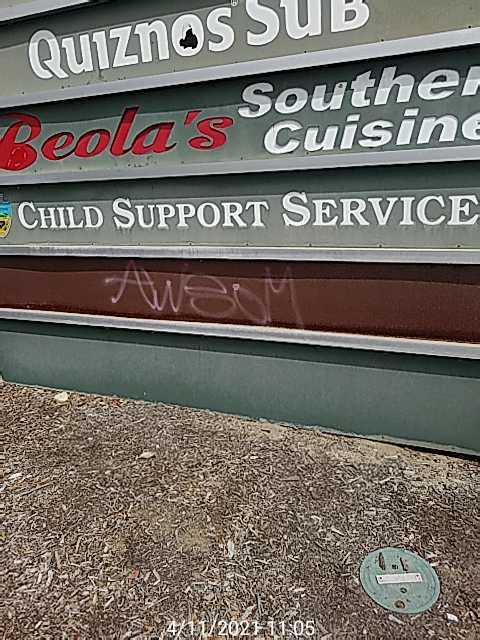 QUIZNOS SUB
Beola's Southern
Cuisine
CHILD SUPPORT SERVICE
AWSOM
4/11/2021 11:05